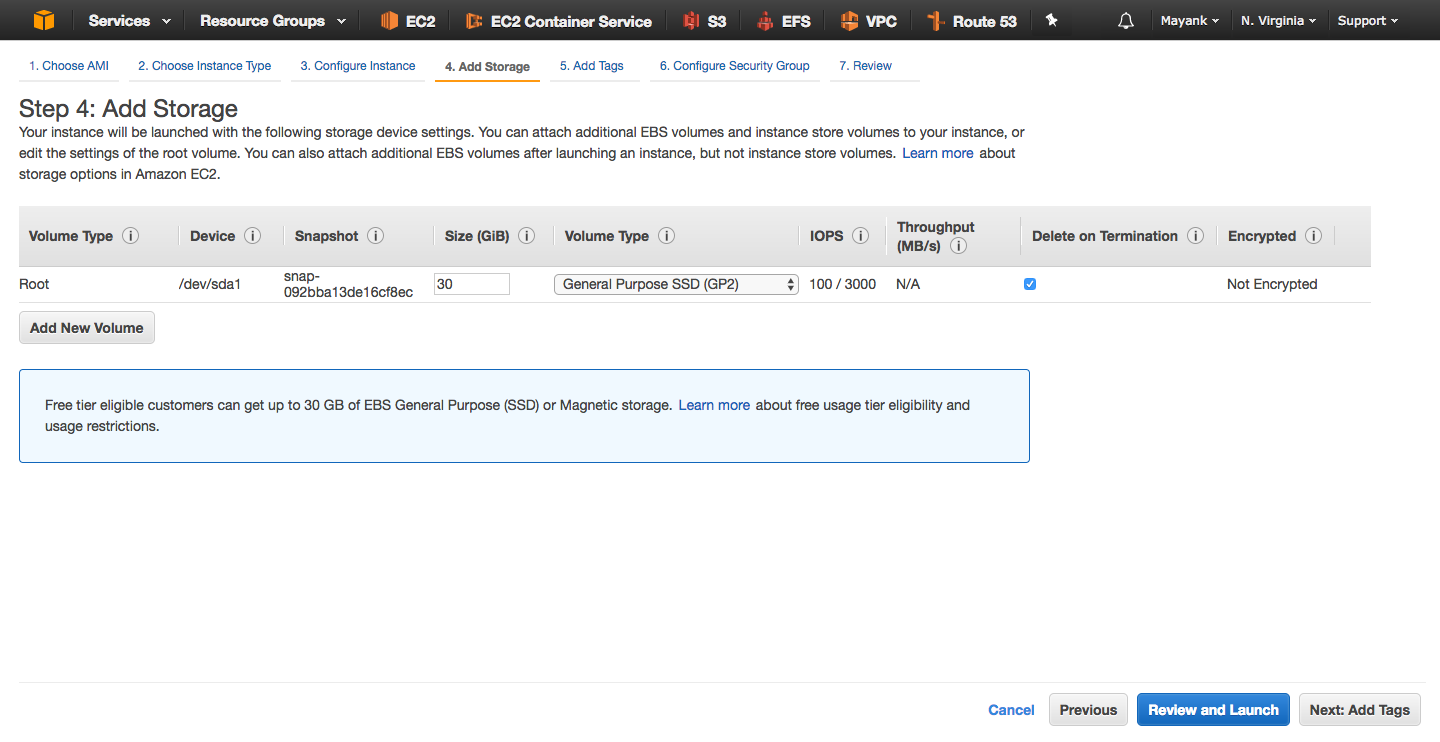 Services Resource Groups EC2 EC2 Container Service S3 EFS VPC Route 53 Mayank N. Virginia Support
1. Choose AMI 2. Choose Instance Type 3. Configure Instance 4. Add Storage 5. Add Tags 6. Configure Security Group 7. Review
Step 4: Add Storage
Your instance will be launched with the following storage device settings. You can attach additional EBS volumes and instance store volumes to your instance, or
edit the settings of the root volume. You can also attach additional EBS volumes after launching an instance, but not instance store volumes. Learn more about
storage options in Amazon EC2.
Volume Type i Device i Snapshot i Size (GiB) i Volume Type i IOPS i Throughput
(MB/s) i Delete on Termination i Encrypted i
Root /dev/sda1 snap-
092bba13de16cf8ec 30 General Purpose SSD (GP2) 100 / 3000 N/A Not Encrypted
Add New Volume
Free tier eligible customers can get up to 30 GB of EBS General Purpose (SSD) or Magnetic storage. Learn more about free usage tier eligibility and
usage restrictions.
Cancel Previous Review and Launch Next: Add Tags